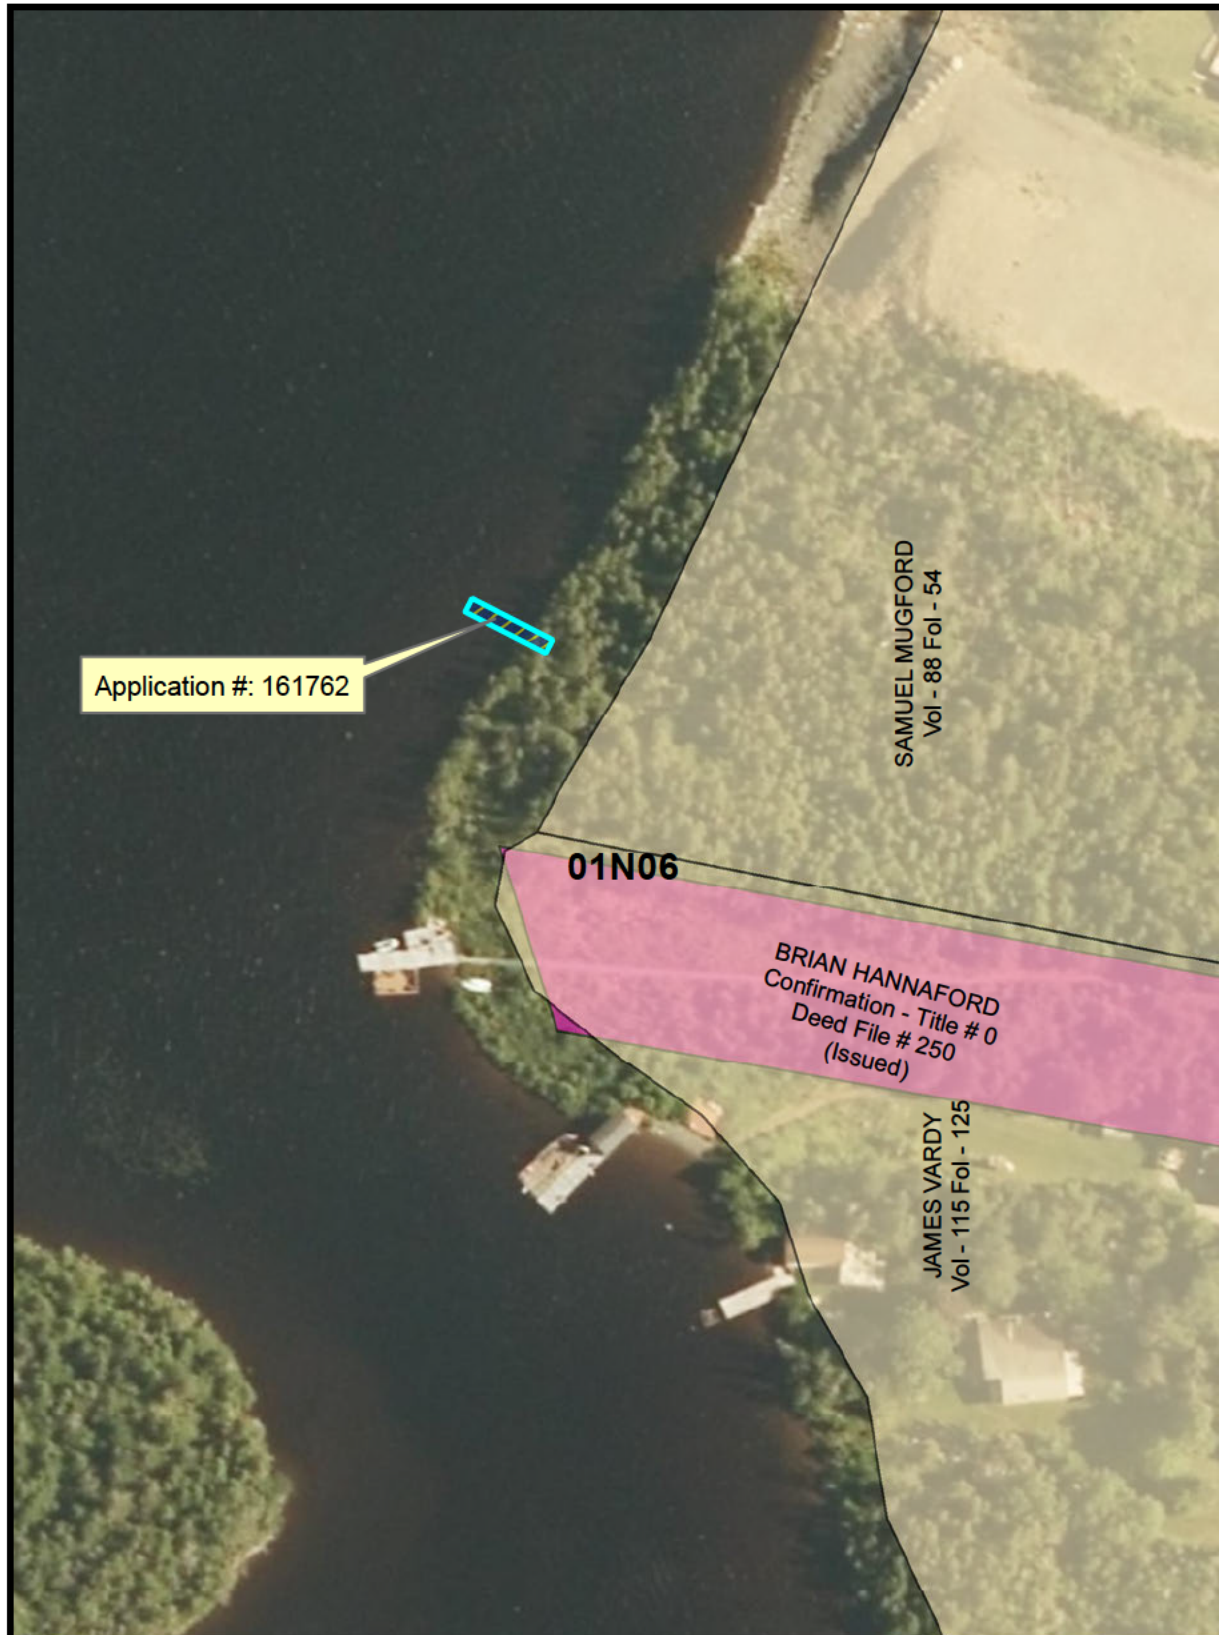 SAMUEL MUGFORD
Vol - 88 Fol - 54
Application #: 161762
01N06
BRIAN HANNAFORD
Confirmation - Title # 0
Deed File # 250
(Issued)
JAMES VARDY
Vol - 115 Fol - 125